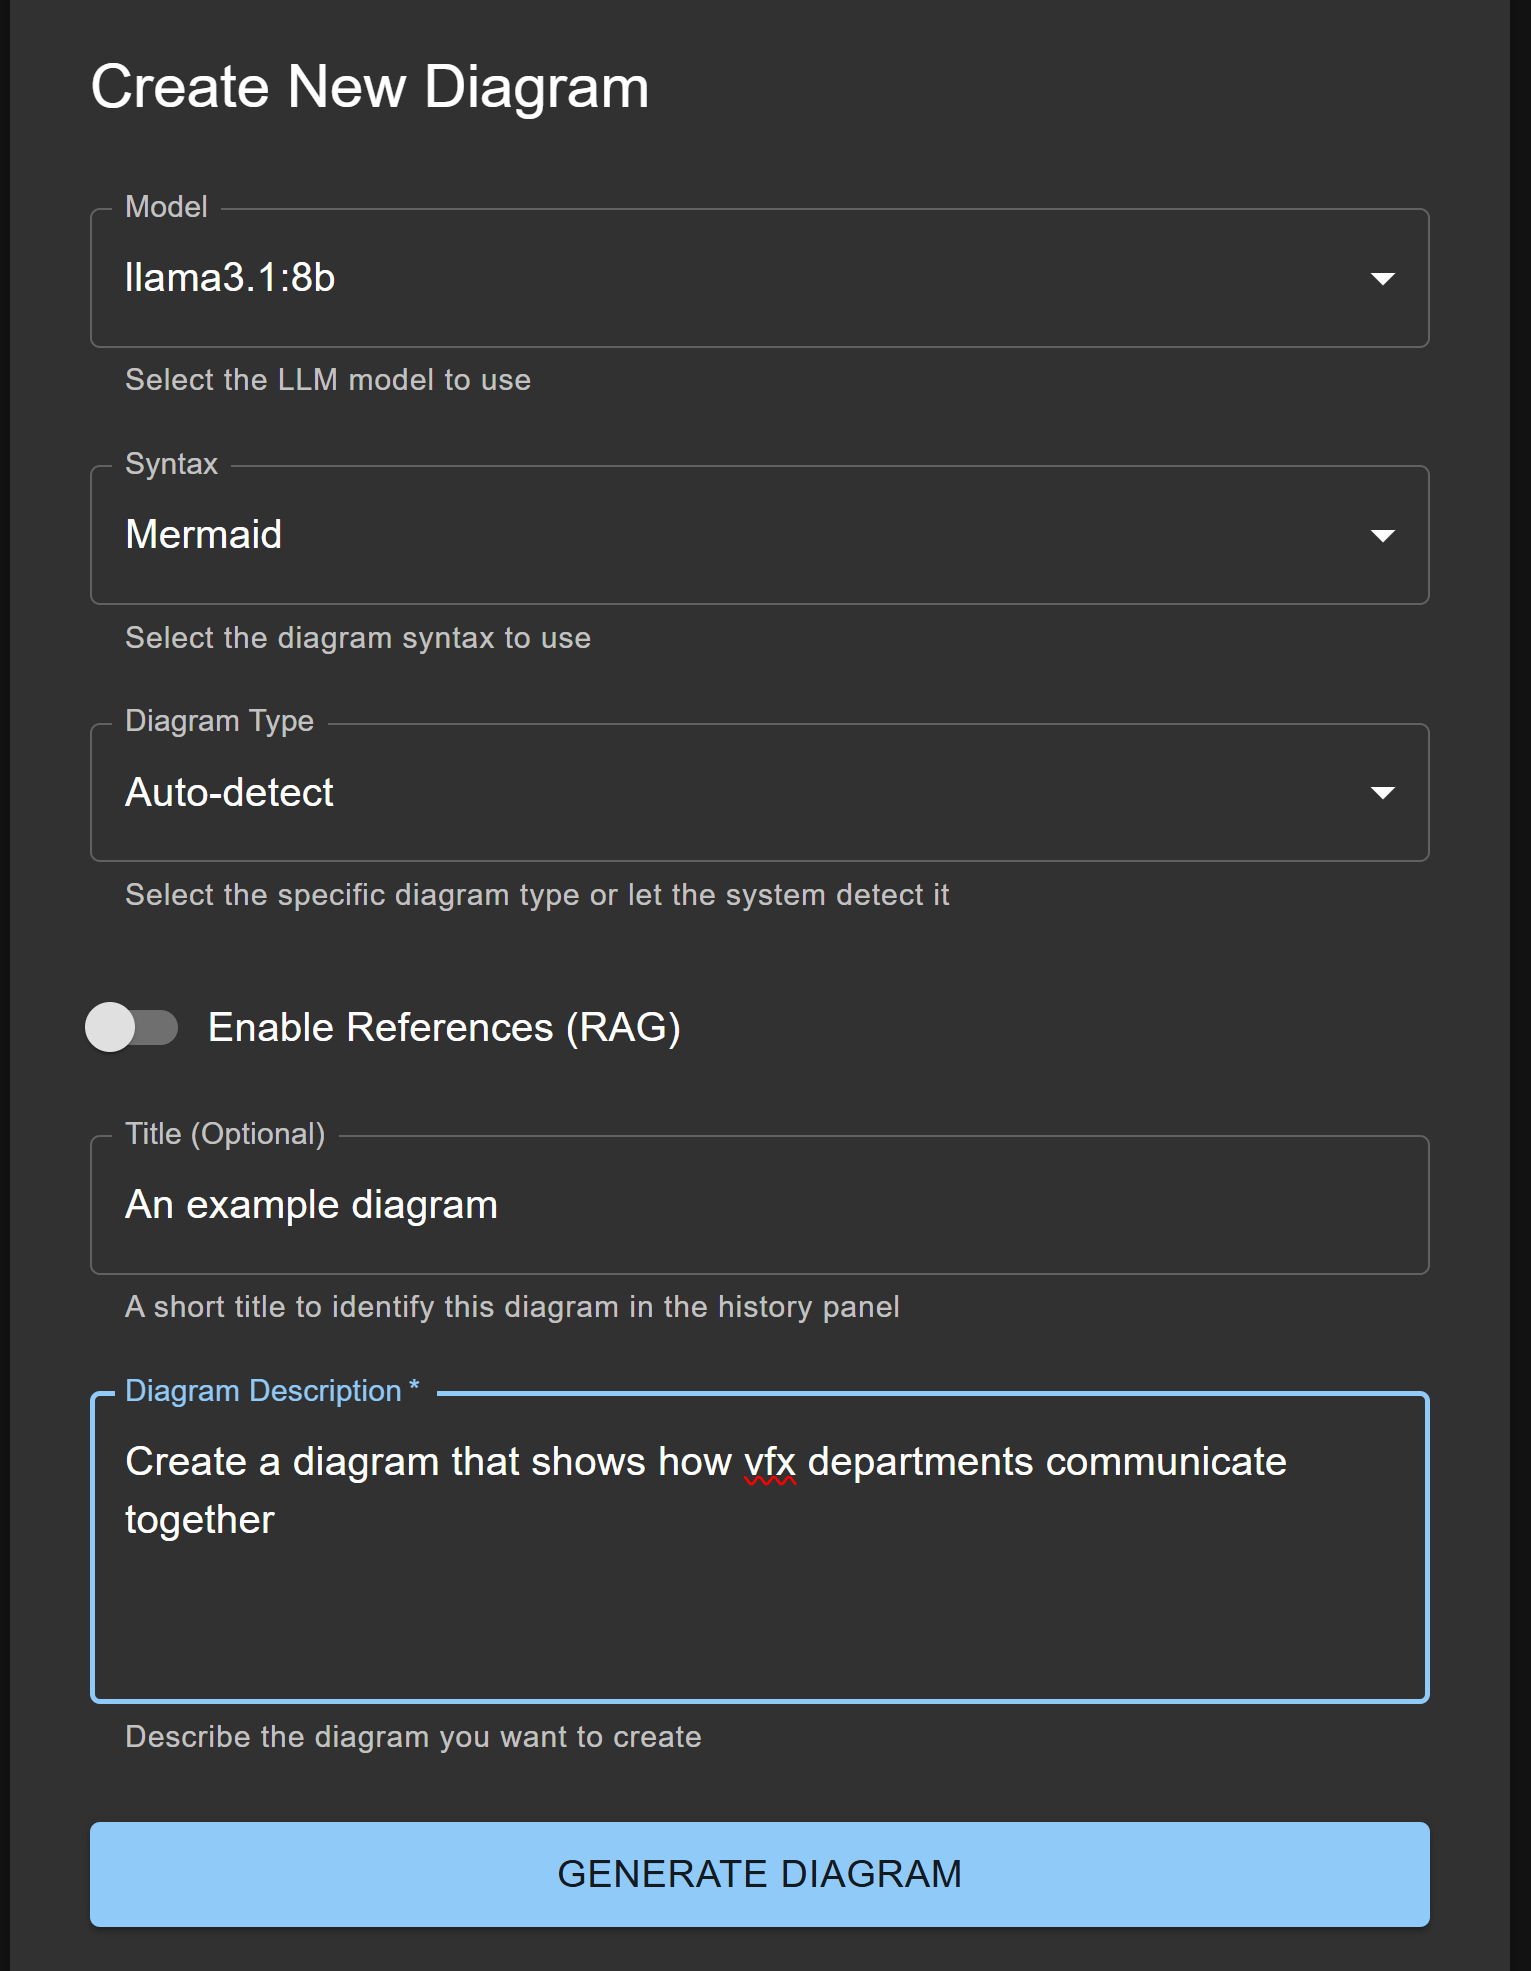 Create New Diagram
Model
llama3.1:8b
Select the LLM model to use
Syntax
Mermaid
Select the diagram syntax to use
Diagram Type
Auto-detect
Select the specific diagram type or let the system detect it
Enable References (RAG)
Title (Optional)
An example diagram
A short title to identify this diagram in the history panel
Diagram Description *
Create a diagram that shows how vfx departments communicate
together
Describe the diagram you want to create
GENERATE DIAGRAM